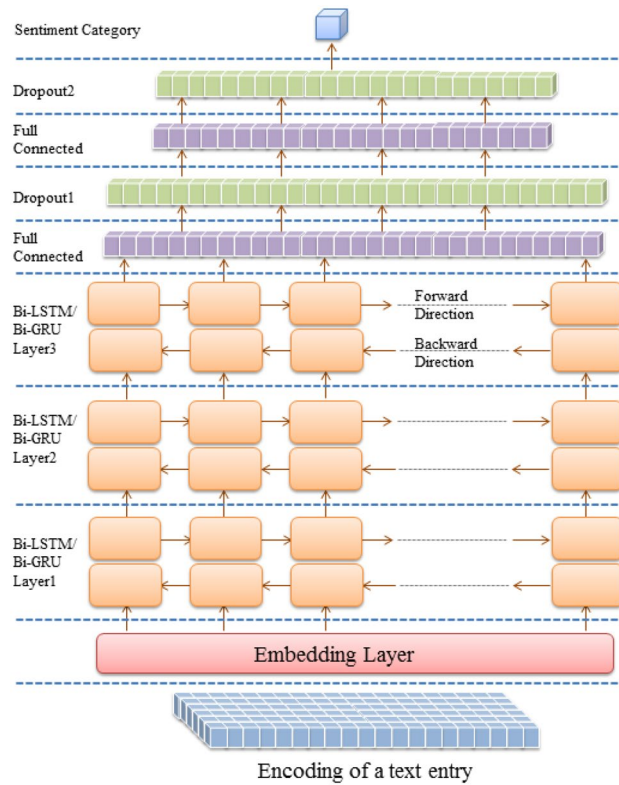 Sentiment Category
Dropout2
Full
Connected
Dropout1
Full
Connected
Bi-LSTM/
Bi-GRU
Layer3
Forward
Direction
Backward
Direction
Bi-LSTM/
Bi-GRU
Layer2
Bi-LSTM/
Bi-GRU
Layer1
Embedding Layer
Encoding of a text entry